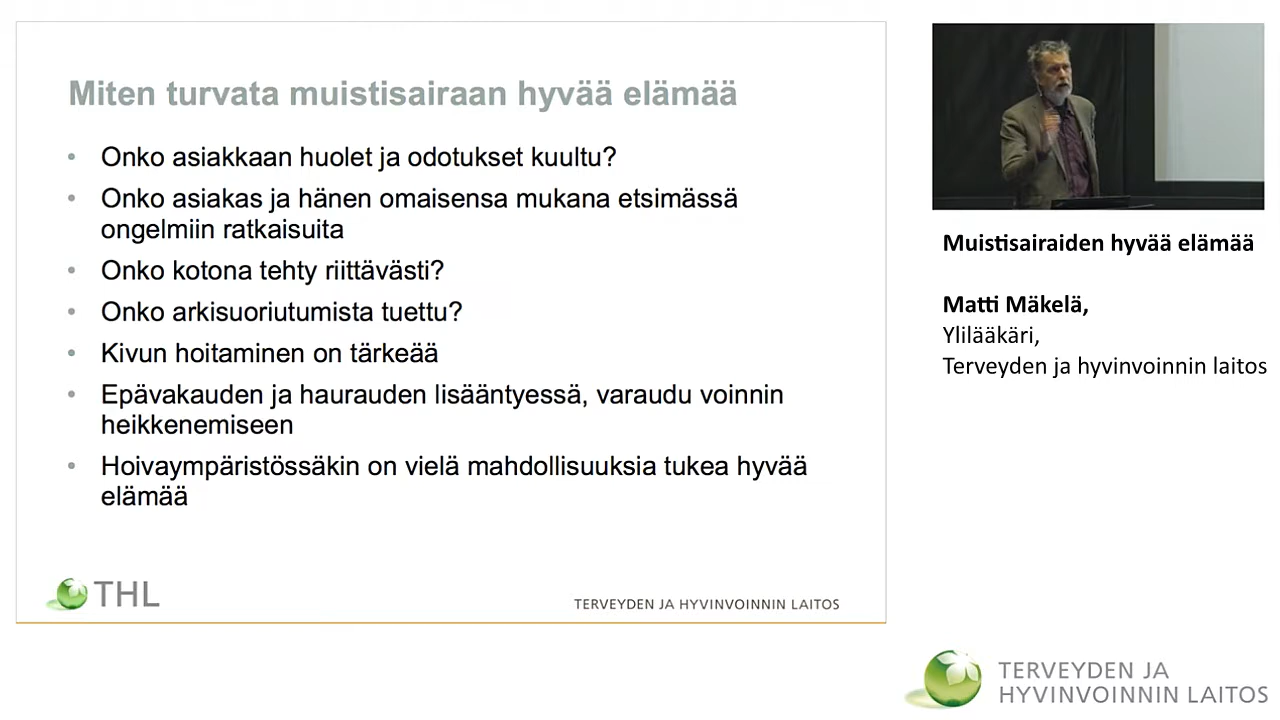 Miten turvata muistisairaan hyvää elämää
• Onko asiakkaan huolet ja odotukset kuultu?
• Onko asiakas ja hänen omaisensa mukana etsimässä
ongelmiin ratkaisuita
• Onko kotona tehty riittävästi?
• Onko arkisuoriutumista tuettu?
• Kivun hoitaminen on tärkeää
• Epävakauden ja haurauden lisääntyessä, varaudu voinnin
heikkenemiseen
• Hoivaympäristössäkin on vielä mahdollisuuksia tukea hyvää
elämää
THL
TERVEYDEN JA HYVINVOINNIN LAITOS
Muistisairaiden hyvää elämää
Matti Mäkelä,
Ylilääkäri,
Terveyden ja hyvinvoinnin laitos
TERVEYDEN JA
HYVINVOINNIN LAITOS